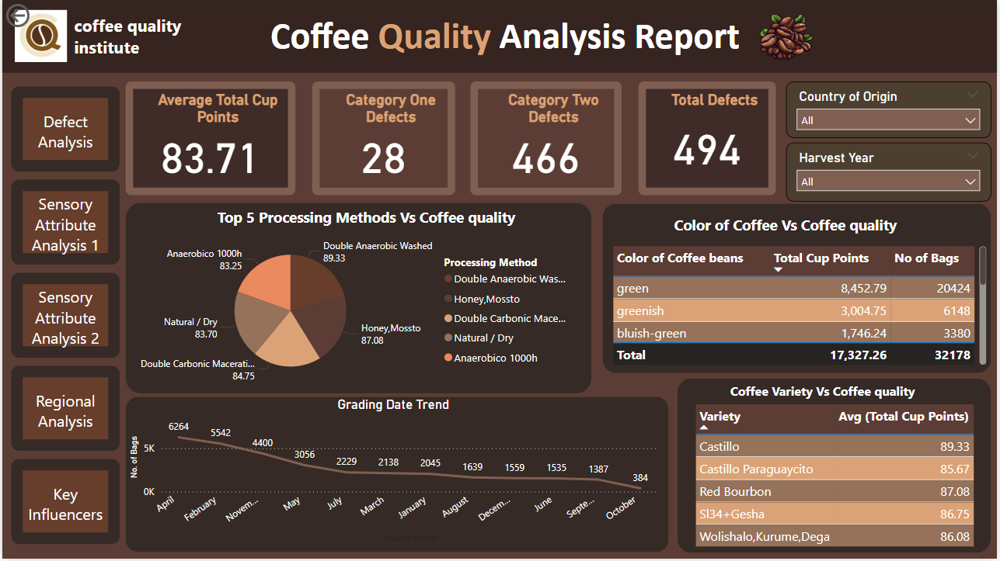 coffee quality
institute
Coffee Quality Analysis Report
Defect
Analysis
Sensory
Attribute
Analysis 1
Sensory
Attribute
Analysis 2
Regional
Analysis
Key
Influencers
Average Total Cup
Points
83.71
Category One
Defects
28
Category Two
Defects
466
Total Defects
494
Country of Origin
All
Harvest Year
All
Top 5 Processing Methods Vs Coffee quality
Anaerobico 1000h
83.25
Double Anaerobic Washed
89.33
Natural / Dry
83.70
Honey,Mossto
87.08
Double Carbonic Macerati...
84.75
Processing Method
Double Anaerobic Was...
Honey,Mossto
Double Carbonic Mace...
Natural / Dry
Anaerobico 1000h
Color of Coffee Vs Coffee quality
Color of Coffee beans Total Cup Points No of Bags
green 8,452.79 20424
greenish 3,004.75 6148
bluish-green 1,746.24 3380
Total 17,327.26 32178
Grading Date Trend
No. of Bags
5K
0K
6264 5542 4400 3056 2229 2138 2045 1639 1559 1535 1387 384
April February Novem... May July March January August Decem... June Septe... October
Grading Month
Coffee Variety Vs Coffee quality
Variety Avg (Total Cup Points)
Castillo 89.33
Castillo Paraguaycito 85.67
Red Bourbon 87.08
Sl34+Gesha 86.75
Wolishalo,Kurume,Dega 86.08